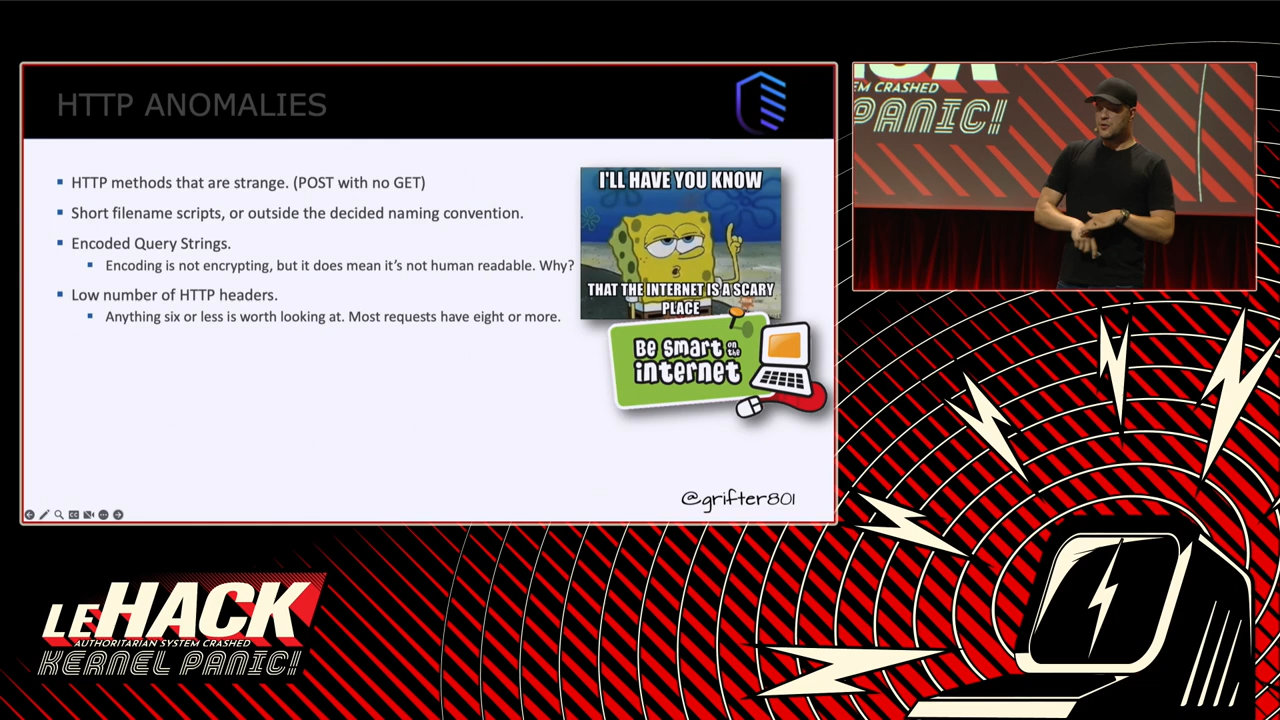 HTTP ANOMALIES
HTTP methods that are strange. (POST with no GET)
Short filename scripts, or outside the decided naming convention.
Encoded Query Strings.
Encoding is not encrypting, but it does mean it’s not human readable. Why?
Low number of HTTP headers.
Anything six or less is worth looking at. Most requests have eight or more.
I'LL HAVE YOU KNOW
THAT THE INTERNET IS A SCARY
PLACE
Be smart on the
internet
@grifter801
HACK
EM CRASHED
PANIC!
LEHACK
AUTHORITARIAN SYSTEM CRASHED
KERNEL PANIC!